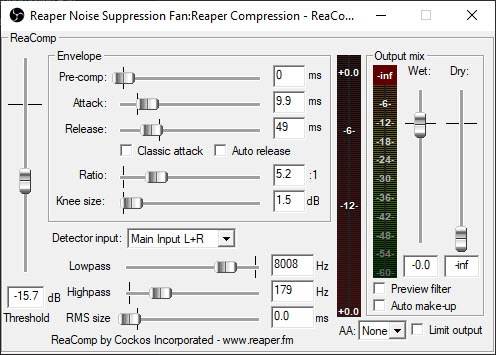 Reaper Noise Suppression Fan:Reaper Compression - ReaCo...
ReaComp
Envelope
Pre-comp: 0 ms
Attack: 9.9 ms
Release: 49 ms
Classic attack Auto release
Ratio: 5.2 :1
Knee size: 1.5 dB
Detector input: Main Input L+R
Lowpass 8008 Hz
Highpass 179 Hz
RMS size 0.0 ms
-15.7 dB
Threshold
ReaComp by Cockos Incorporated - www.reaper.fm
+0.0
-6-
-12-
+0.0
AA: None
Limit output
Output mix
-inf
-6-
-12-
-18-
-24-
-30-
-36-
-42-
-48-
-54-
-60-
Wet: Dry:
-0.0 -inf
Preview filter
Auto make-up